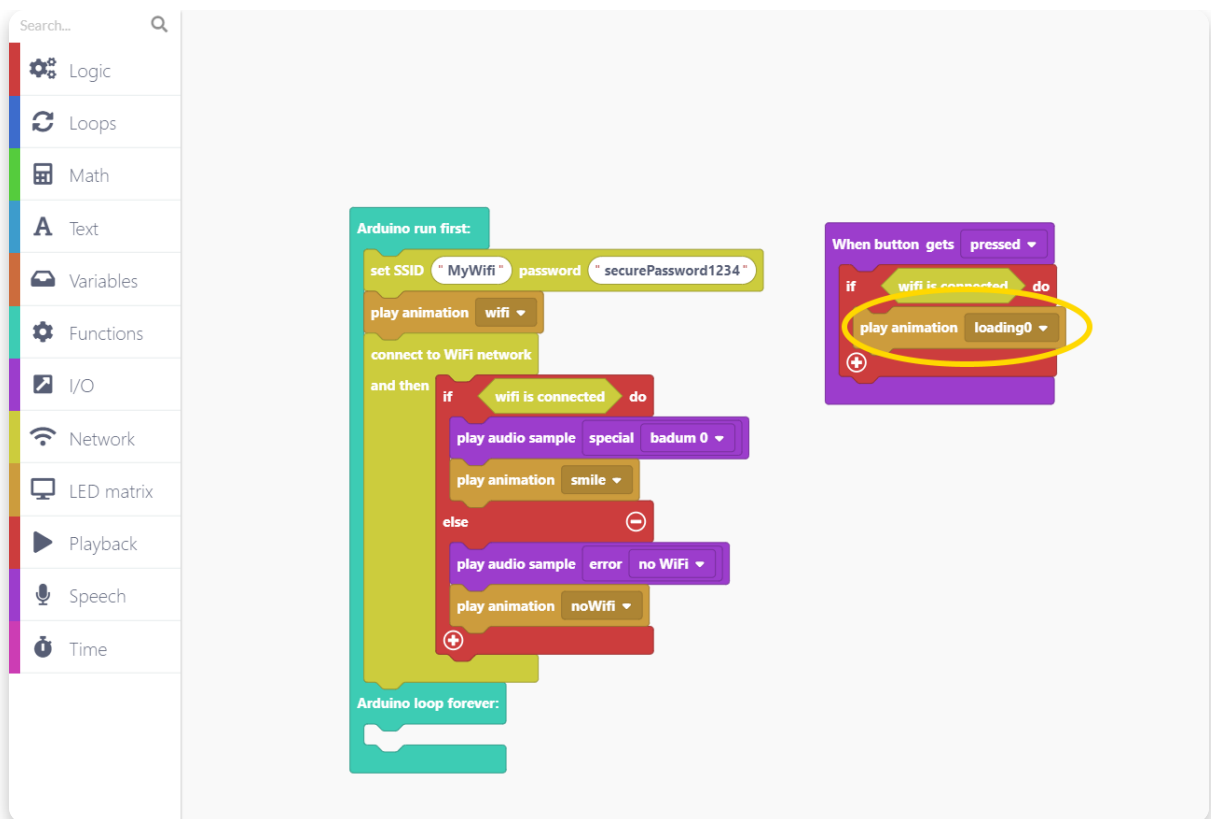 Search...
Logic
Loops
Math
Text
Variables
Functions
I/O
Network
LED matrix
Playback
Speech
Time
Arduino run first:
set SSID " MyWifi " password " securePassword1234 "
play animation wifi
connect to WiFi network
and then if wifi is connected do
play audio sample special badum 0
play animation smile
else
play audio sample error no WiFi
play animation noWifi
Arduino loop forever:
When button gets pressed
if wifi is connected do
play animation loading0